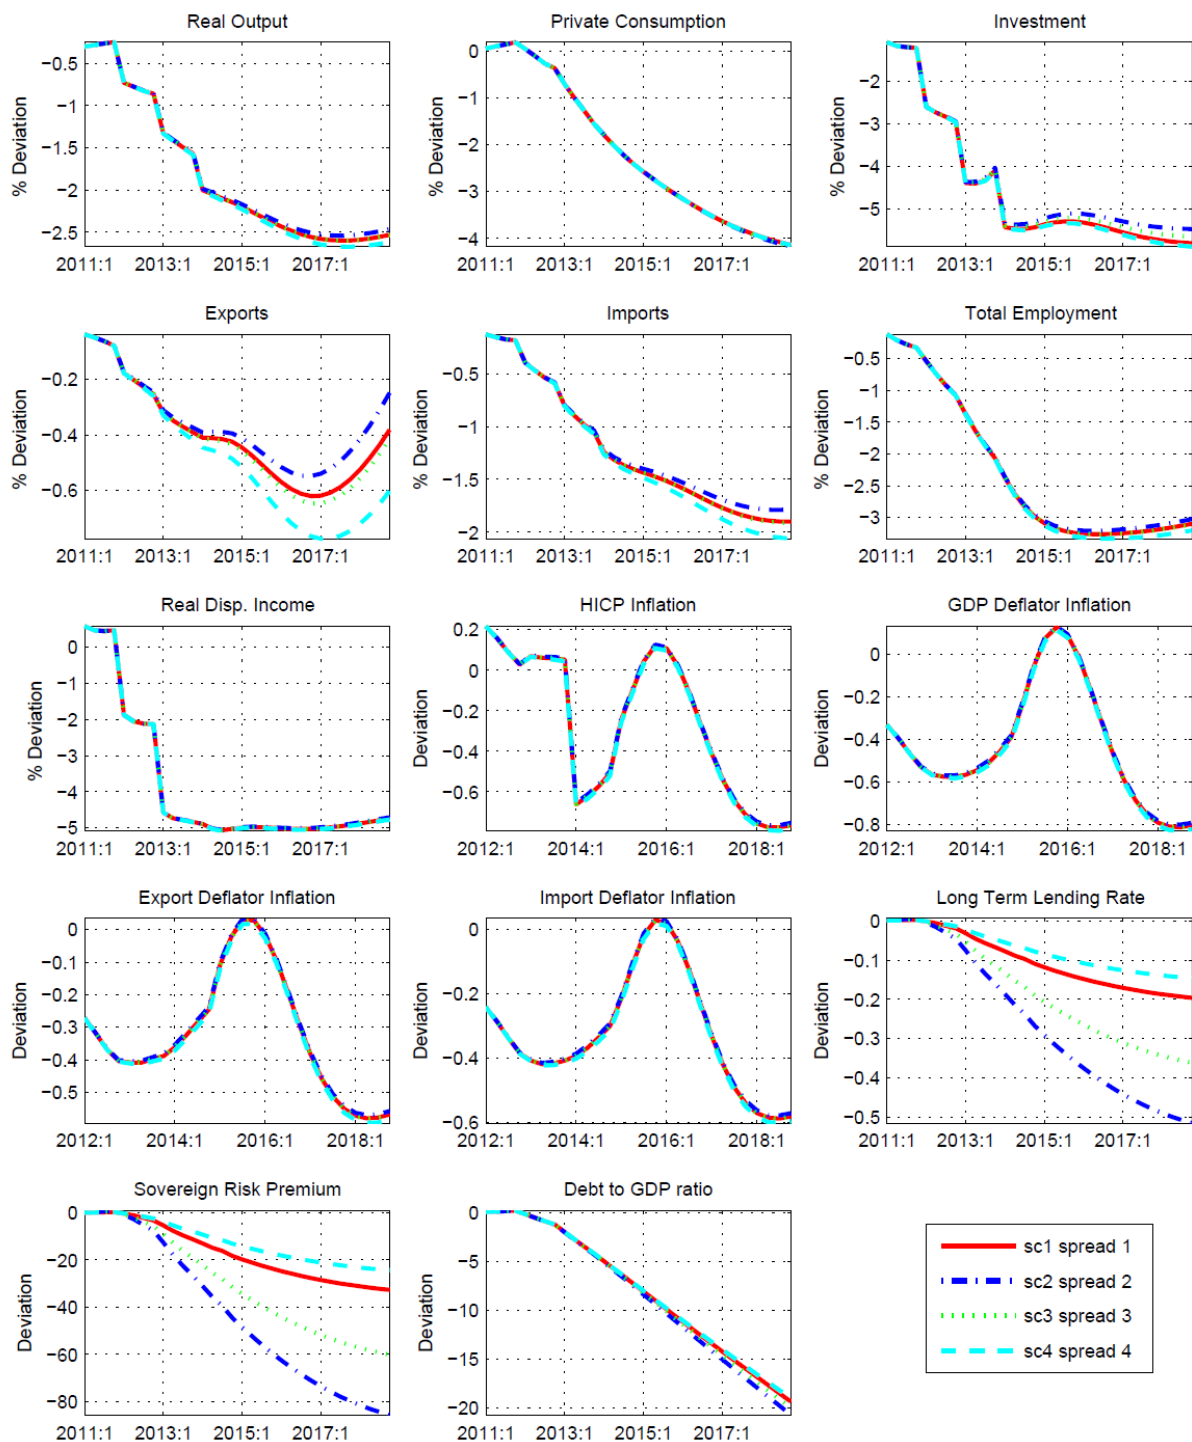 Real Output
Private Consumption
Investment
% Deviation
−0.5
−1
−1.5
−2
−2.5
2011:1 2013:1 2015:1 2017:1
% Deviation
0
−1
−2
−3
−4
2011:1 2013:1 2015:1 2017:1
% Deviation
−2
−3
−4
−5
2011:1 2013:1 2015:1 2017:1
Exports
Imports
Total Employment
% Deviation
−0.2
−0.4
−0.6
2011:1 2013:1 2015:1 2017:1
% Deviation
−0.5
−1
−1.5
−2
2011:1 2013:1 2015:1 2017:1
% Deviation
−0.5
−1
−1.5
−2
−2.5
−3
2011:1 2013:1 2015:1 2017:1
Real Disp. Income
HICP Inflation
GDP Deflator Inflation
% Deviation
0
−1
−2
−3
−4
−5
2011:1 2013:1 2015:1 2017:1
Deviation
0.2
0
−0.2
−0.4
−0.6
2012:1 2014:1 2016:1 2018:1
Deviation
0
−0.2
−0.4
−0.6
−0.8
2012:1 2014:1 2016:1 2018:1
Export Deflator Inflation
Import Deflator Inflation
Long Term Lending Rate
Deviation
0
−0.1
−0.2
−0.3
−0.4
−0.5
2012:1 2014:1 2016:1 2018:1
Deviation
0
−0.2
−0.4
−0.6
2012:1 2014:1 2016:1 2018:1
Deviation
0
−0.1
−0.2
−0.3
−0.4
−0.5
2011:1 2013:1 2015:1 2017:1
Sovereign Risk Premium
Debt to GDP ratio
Deviation
0
−20
−40
−60
−80
2011:1 2013:1 2015:1 2017:1
Deviation
0
−5
−10
−15
−20
2011:1 2013:1 2015:1 2017:1
sc1 spread 1
sc2 spread 2
sc3 spread 3
sc4 spread 4